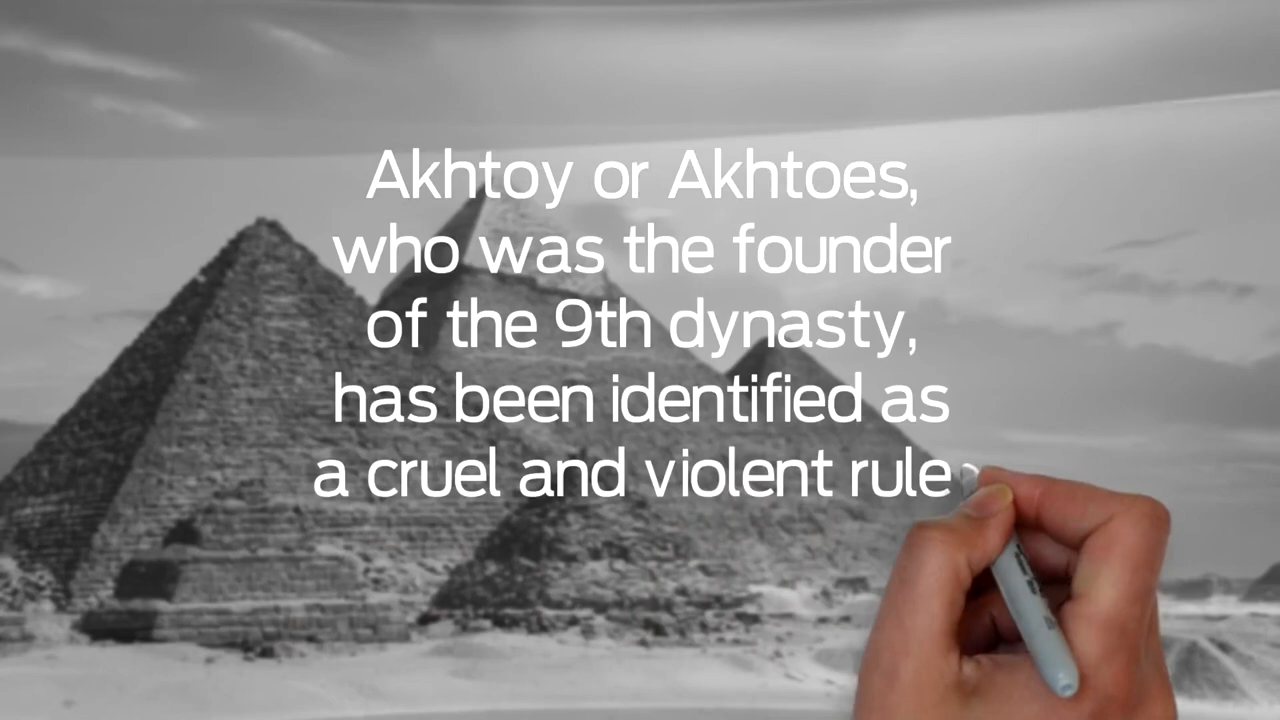 Akhtoy or Akhtoes,
who was the founder
of the 9th dynasty,
has been identified as
a cruel and violent rule